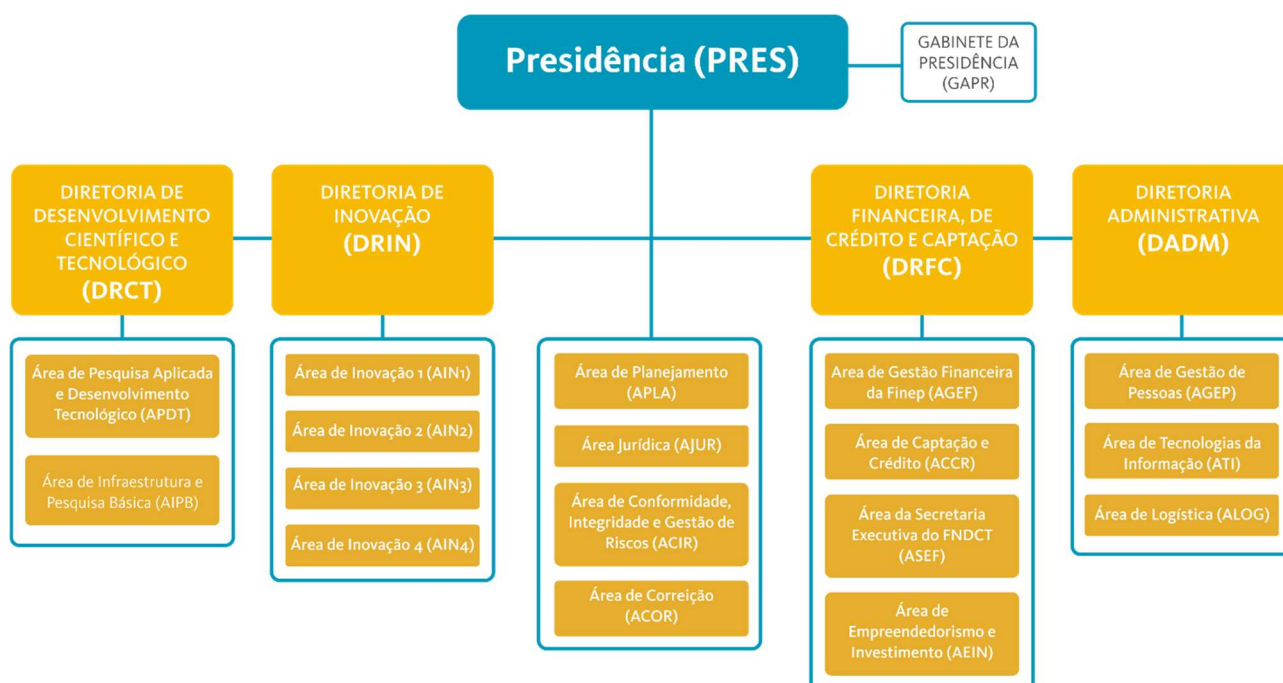 Presidência (PRES)
GABINETE DA
PRESIDÊNCIA
(GAPR)
DIRETORIA DE
DESENVOLVIMENTO
CIENTÍFICO E
TECNOLÓGICO
(DRCT)
DIRETORIA DE
INOVAÇÃO
(DRIN)
DIRETORIA
FINANCEIRA, DE
CRÉDITO E CAPTAÇÃO
(DRFC)
DIRETORIA
ADMINISTRATIVA
(DADM)
Área de Pesquisa Aplicada
e Desenvolvimento
Tecnológico (APDT)
Área de Infraestrutura e
Pesquisa Básica (AIPB)
Área de Inovação 1 (AIN1)
Área de Inovação 2 (AIN2)
Área de Inovação 3 (AIN3)
Área de Inovação 4 (AIN4)
Área de Planejamento
(APLA)
Área Jurídica (AJUR)
Área de Conformidade,
Integridade e Gestão de
Riscos (ACIR)
Área de Correição
(ACOR)
Area de Gestão Financeira
da Finep (AGEF)
Área de Captação e
Crédito (ACCR)
Área da Secretaria
Executiva do FNDCT
(ASEF)
Área de
Empreendedorismo e
Investimento (AEIN)
Área de Gestão de
Pessoas (AGEP)
Área de Tecnologias da
Informação (ATI)
Área de Logística (ALOG)